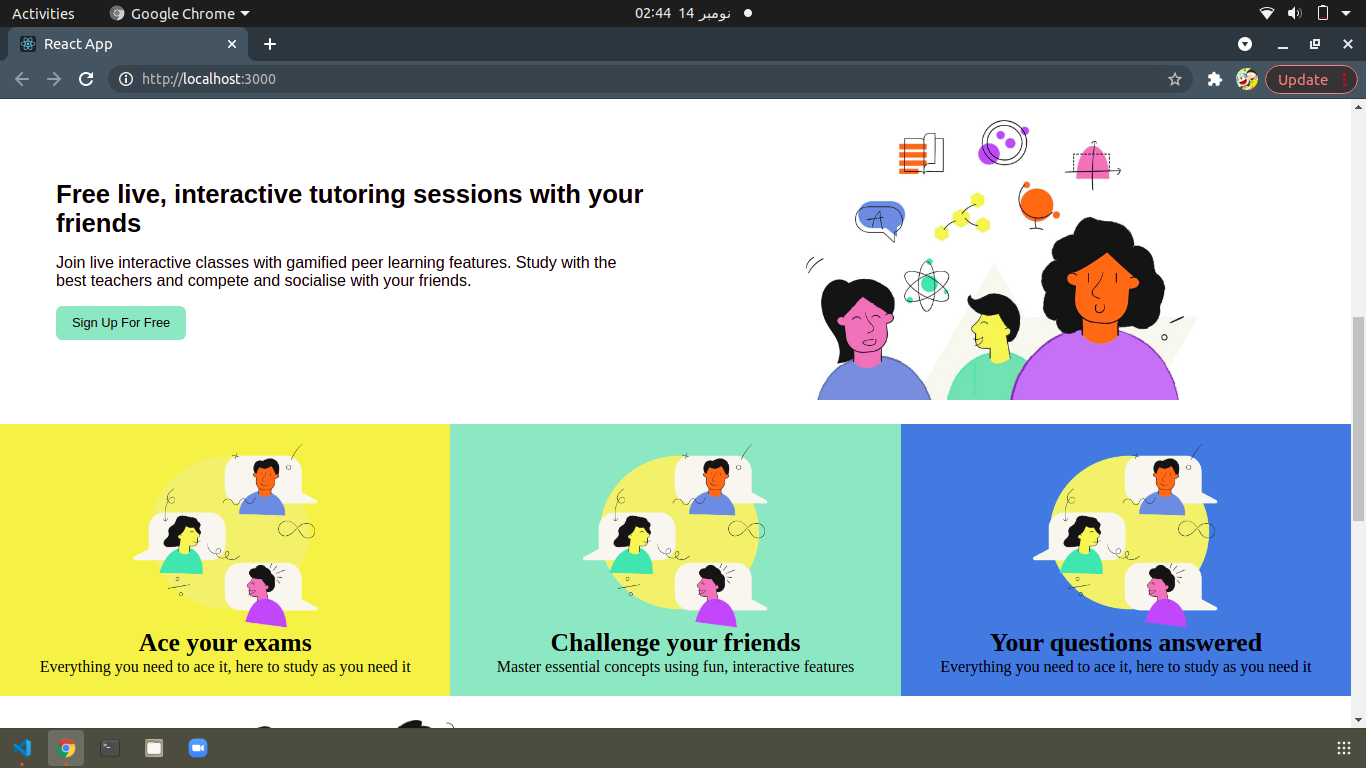 Activities
Google Chrome
02:44 14 نومبر
React App
http://localhost:3000
Update
Free live, interactive tutoring sessions with your
friends
Join live interactive classes with gamified peer learning features. Study with the
best teachers and compete and socialise with your friends.
Sign Up For Free
A
Ace your exams
Everything you need to ace it, here to study as you need it
Challenge your friends
Master essential concepts using fun, interactive features
Your questions answered
Everything you need to ace it, here to study as you need it